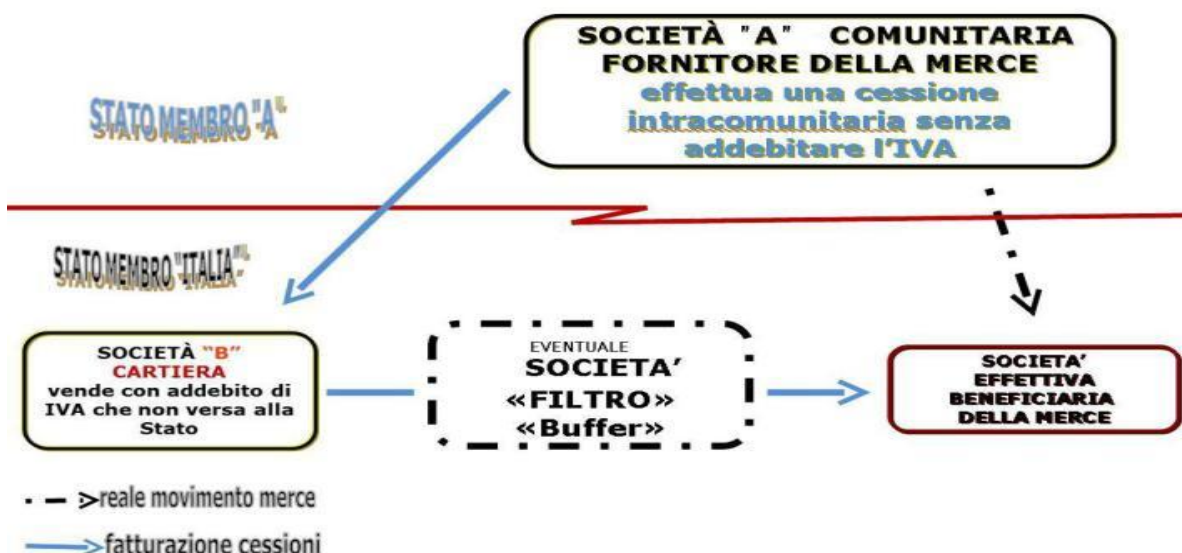 SOCIETÀ "A" COMUNITARIA
FORNITORE DELLA MERCE
effettua una cessione
intracomunitaria senza
addebitare l'IVA
STATO MEMBRO "A"
STATO MEMBRO "ITALIA"
SOCIETÀ "B"
CARTIERA
vende con addebito di
IVA che non versa alla
Stato
EVENTUALE
SOCIETA'
«FILTRO»
«Buffer»
SOCIETA'
EFFETTIVA
BENEFICIARIA
DELLA MERCE
reale movimento merce
fatturazione cessioni